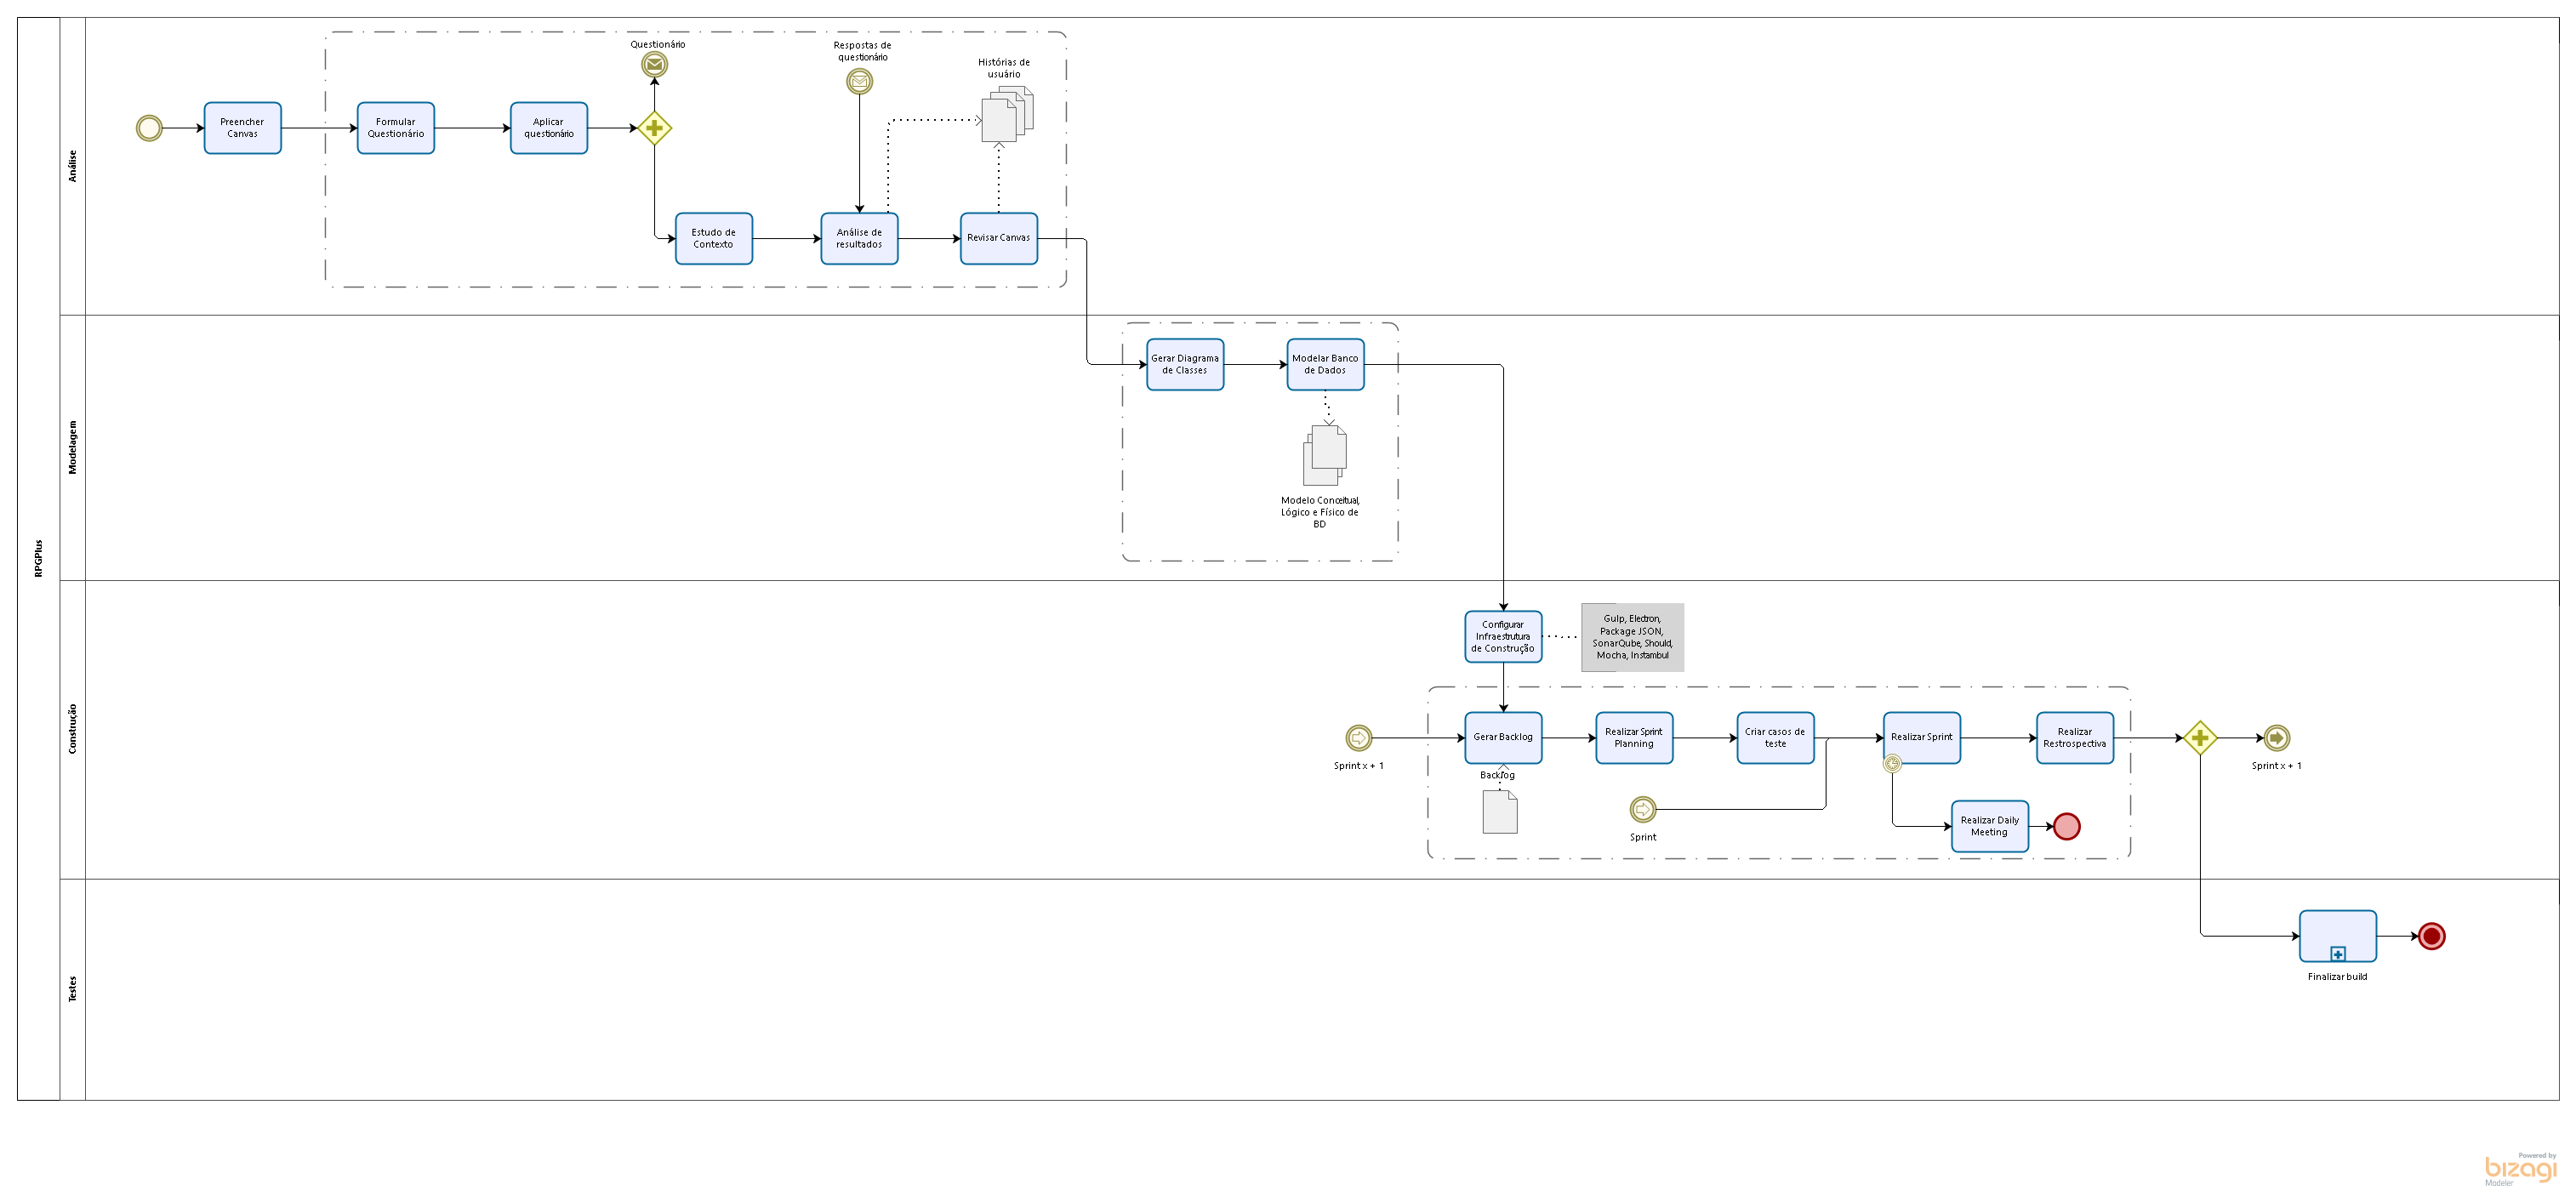 RPGPlus
Análise
Questionário
Respostas de
questionário
Histórias de
usuário
Preencher
Canvas
Formular
Questionário
Aplicar
questionário
Estudo de
Contexto
Análise de
resultados
Revisar Canvas
Modelagem
Gerar Diagrama
de Classes
Modelar Banco
de Dados
Modelo Conceitual,
Lógico e Físico de
BD
Construção
Configurar
Infraestrutura
de Construção
Gulp, Electron,
Package JSON,
SonarQube, Should,
Mocha, Instambul
Sprint x + 1
Gerar Backlog
Realizar Sprint
Planning
Criar casos de
teste
Realizar Sprint
Realizar
Restrospectiva
Sprint x + 1
Backlog
Sprint
Realizar Daily
Meeting
Testes
Finalizar build
Powered by
bizagi
Modeler